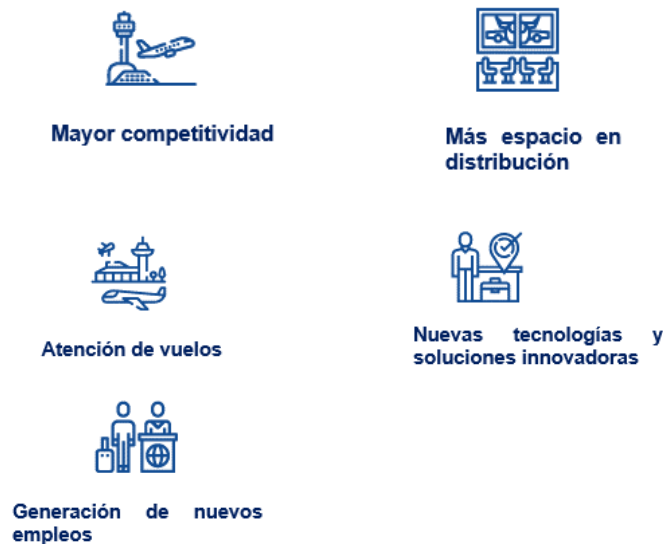 Mayor competitividad
Más espacio en
distribución
Atención de vuelos
Nuevas tecnologías y
soluciones innovadoras
Generación de nuevos
empleos